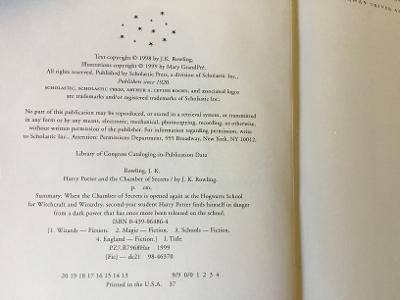 Text copyright © 1998 by J.K. Rowling.
Illustrations copyright © 1999 by Mary GrandPré.
All rights reserved. Published by Scholastic Press, a division of Scholastic Inc.,
Publishers since 1920.
SCHOLASTIC, SCHOLASTIC PRESS, ARTHUR A. LEVINE BOOKS, and associated logos
are trademarks and/or registered trademarks of Scholastic Inc.
No part of this publication may be reproduced, or stored in a retrieval system, or transmitted
in any form or by any means, electronic, mechanical, photocopying, recording, or otherwise,
without written permission of the publisher. For information regarding permission, write
to Scholastic Inc., Attention: Permissions Department, 555 Broadway, New York, NY 10012.
Library of Congress Cataloging-in-Publication Data
Rowling, J. K.
Harry Potter and the Chamber of Secrets / by J. K. Rowling.
p. cm.
Summary: When the Chamber of Secrets is opened again at the Hogwarts School
for Witchcraft and Wizardry, second-year student Harry Potter finds himself in danger
from a dark power that has once more been released on the school.
ISBN 0-439-06486-4
[1. Wizards — Fiction. 2. Magic — Fiction. 3. Schools — Fiction.
4. England — Fiction.] I. Title.
PZ7.R7968Har 1999
[Fic] — dc21 98-46370
20 19 18 17 16 15 14 13 9/9 0/0 1 2 3 4
Printed in the U.S.A. 37